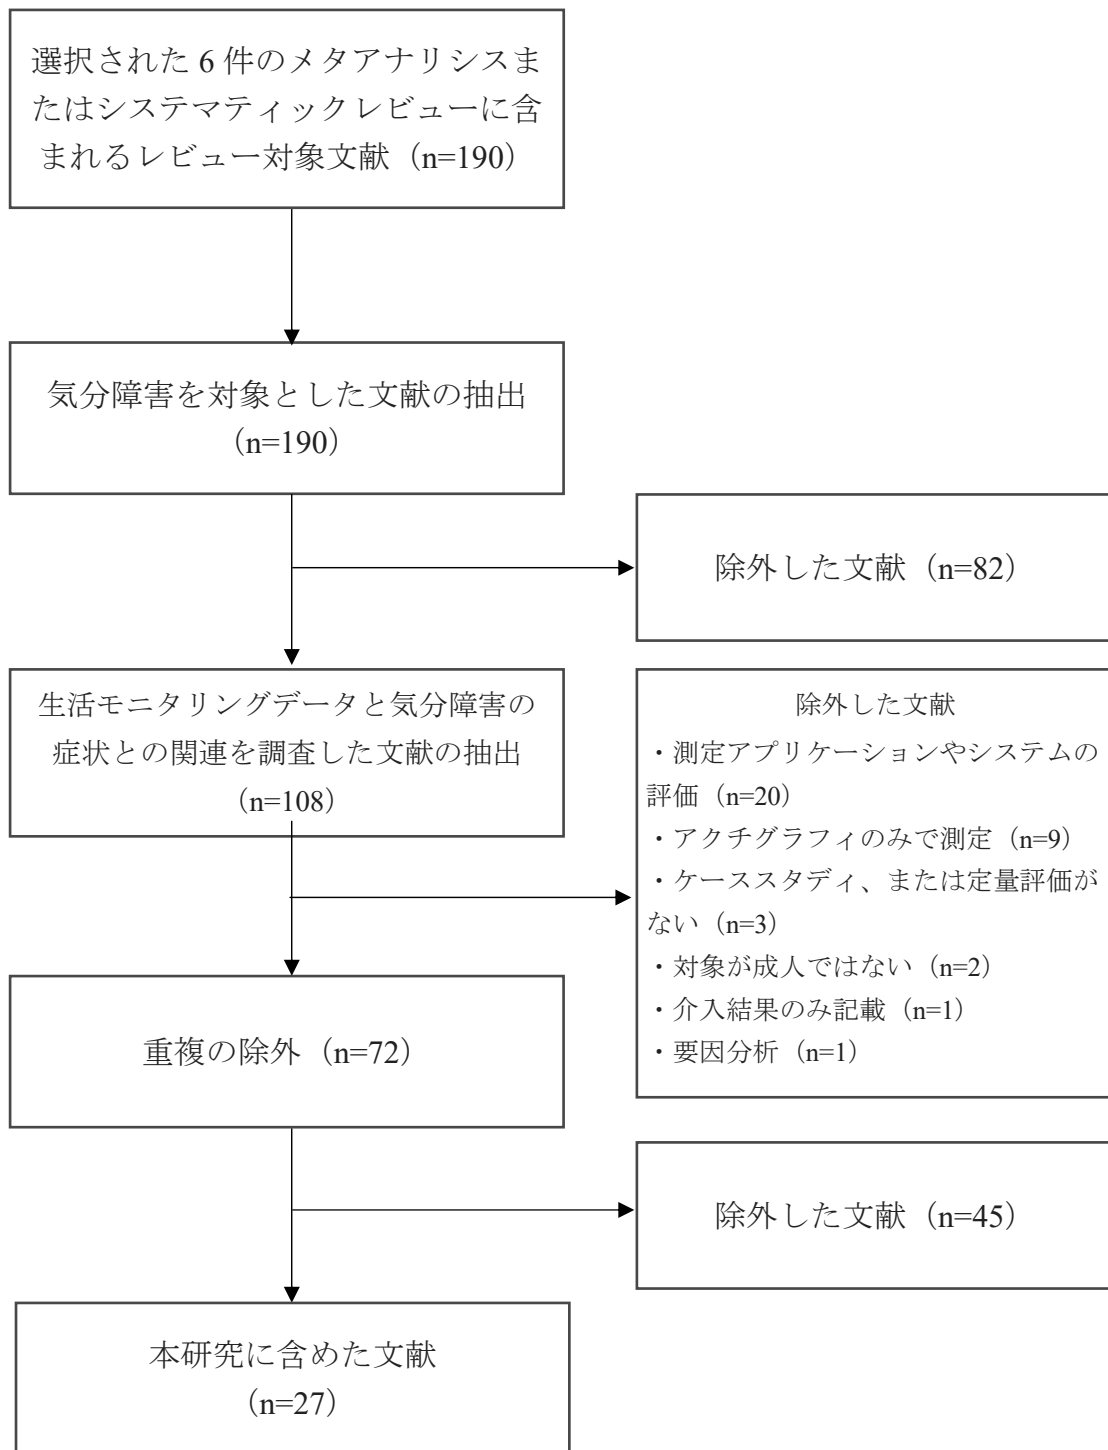 選択された 6 件のメタアナリシスま
たはシステマティックレビューに含
まれるレビュー対象文献（n=190）
気分障害を対象とした文献の抽出
（n=190）
除外した文献（n=82）
生活モニタリングデータと気分障害の
症状との関連を調査した文献の抽出
（n=108）
除外した文献
・測定アプリケーションやシステムの
評価（n=20）
・アクチグラフィのみで測定（n=9）
・ケーススタディ、または定量評価が
ない（n=3）
・対象が成人ではない（n=2）
・介入結果のみ記載（n=1）
・要因分析（n=1）
重複の除外（n=72）
除外した文献（n=45）
本研究に含めた文献
（n=27）